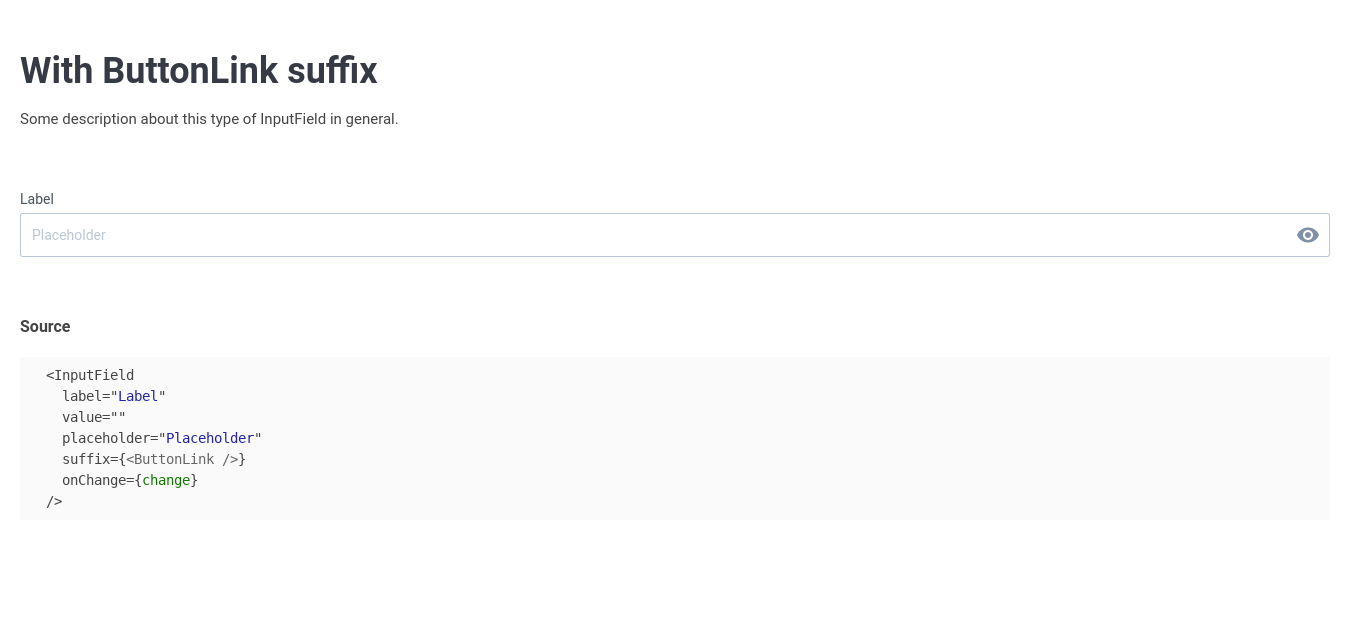 With ButtonLink suffix
Some description about this type of InputField in general.
Label
Placeholder
Source
<InputField
  label="Label"
  value=""
  placeholder="Placeholder"
  suffix={<ButtonLink />}
  onChange={change}
/>